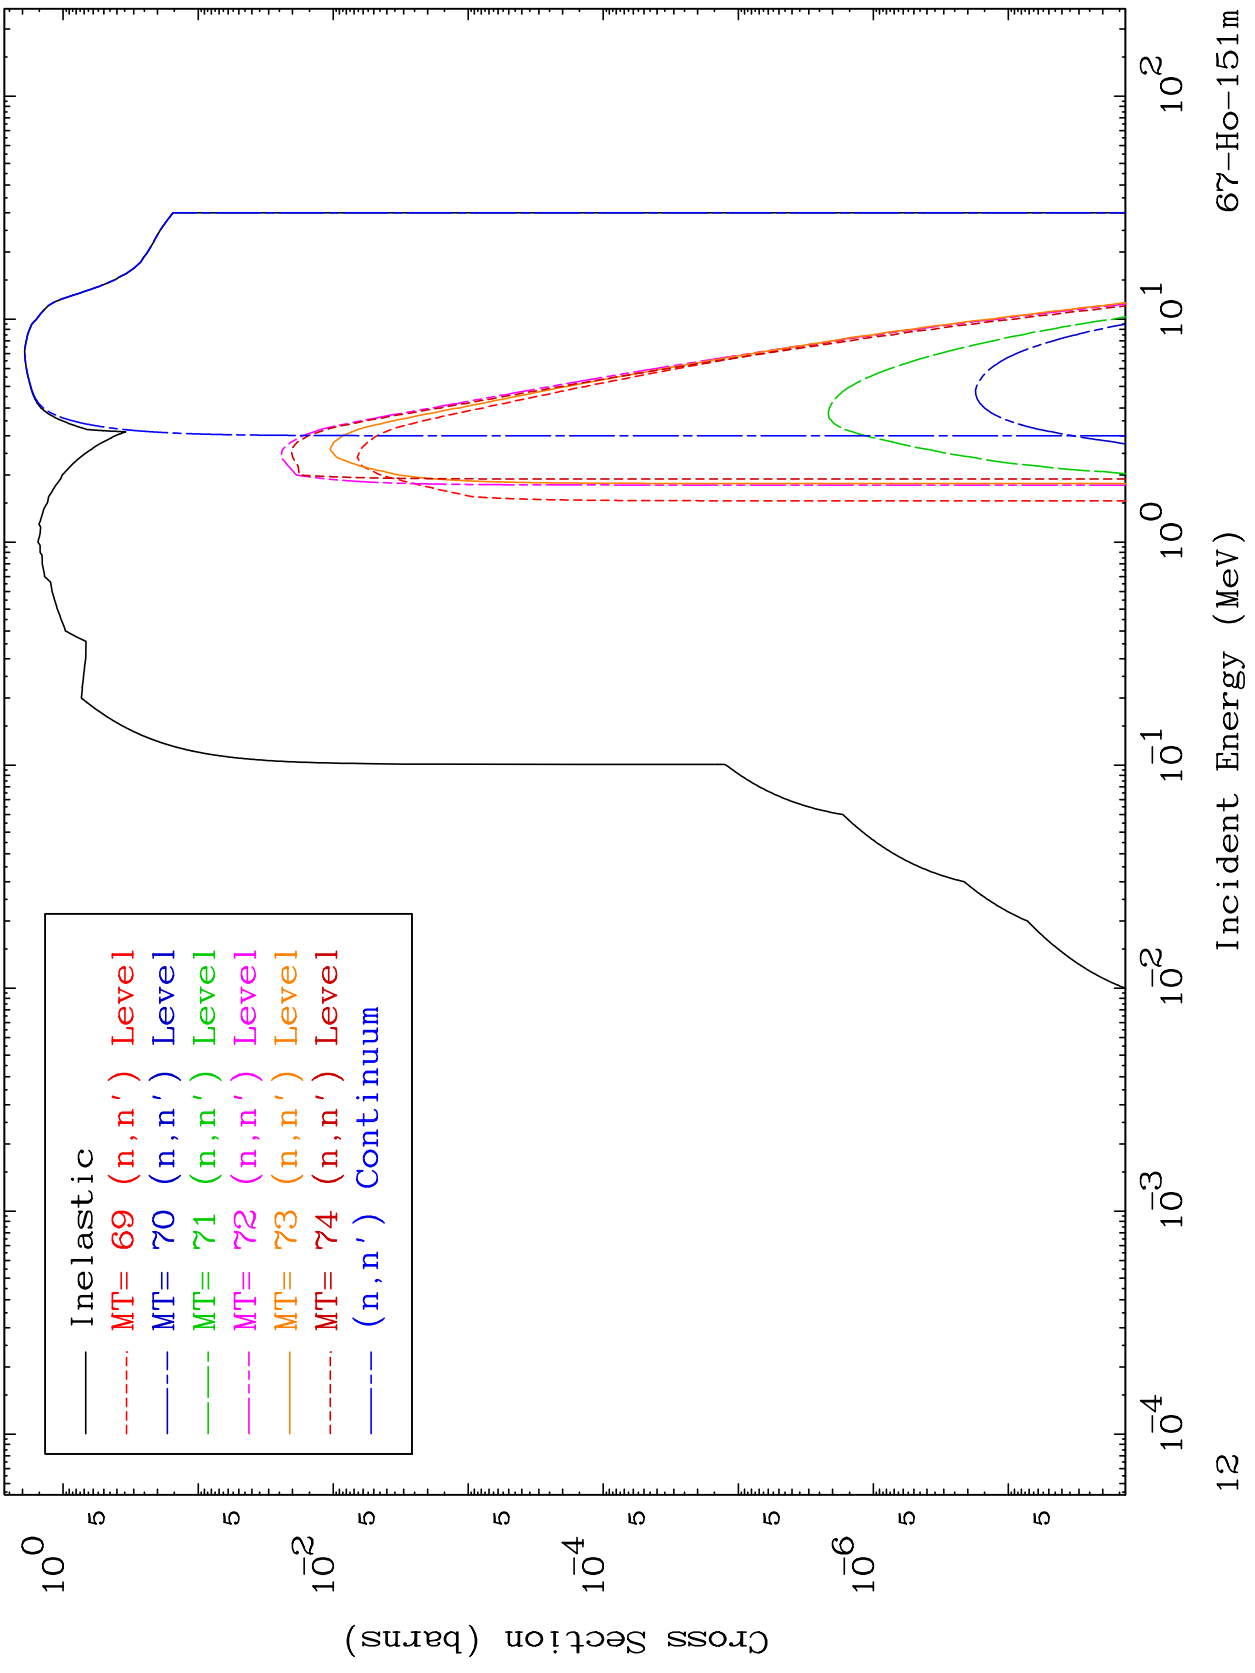 Inelastic
MT= 69 (n,n') Level
MT= 70 (n,n') Level
MT= 71 (n,n') Level
MT= 72 (n,n') Level
MT= 73 (n,n') Level
MT= 74 (n,n') Level
(n,n') Continuum
Cross Section (barns)
10^0
5
5
10^-2
5
5
10^-4
5
5
10^-6
5
5
10^-4
10^-3
10^-2
10^-1
10^0
10^1
10^2
12
Incident Energy (MeV)
67-Ho-151m